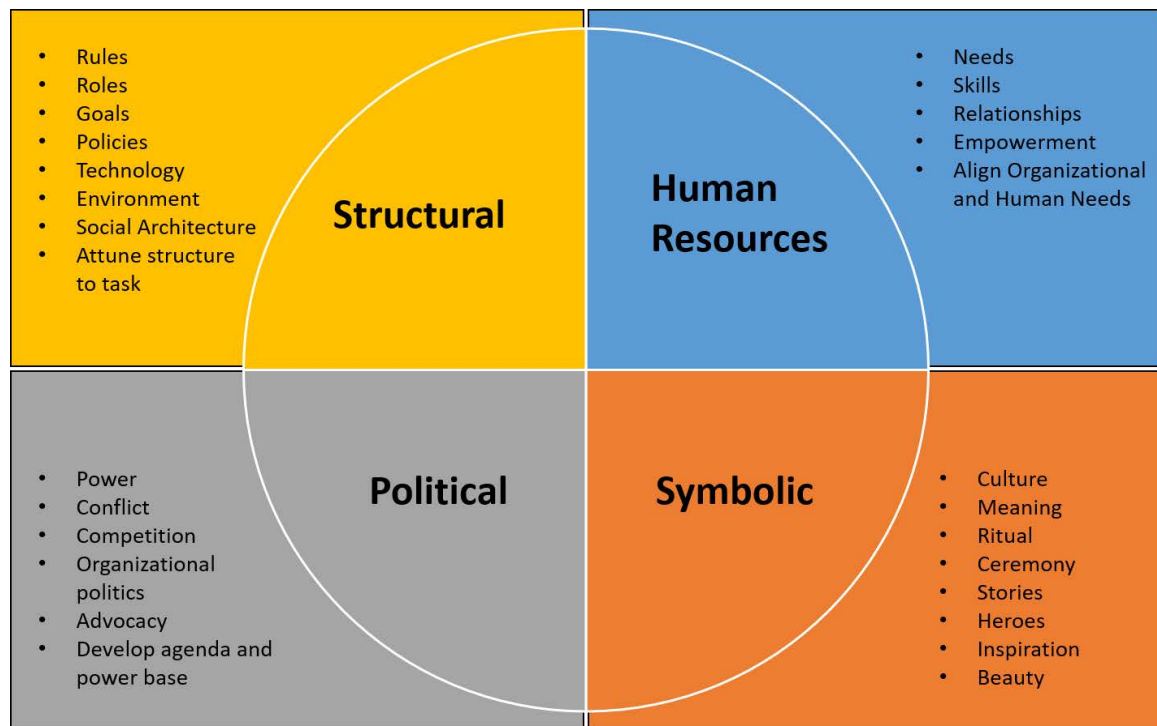 • Rules
• Roles
• Goals
• Policies
• Technology
• Environment
• Social Architecture
• Attune structure
to task
Structural
Human
Resources
• Needs
• Skills
• Relationships
• Empowerment
• Align Organizational
and Human Needs
• Power
• Conflict
• Competition
• Organizational
politics
• Advocacy
• Develop agenda and
power base
Political
Symbolic
• Culture
• Meaning
• Ritual
• Ceremony
• Stories
• Heroes
• Inspiration
• Beauty